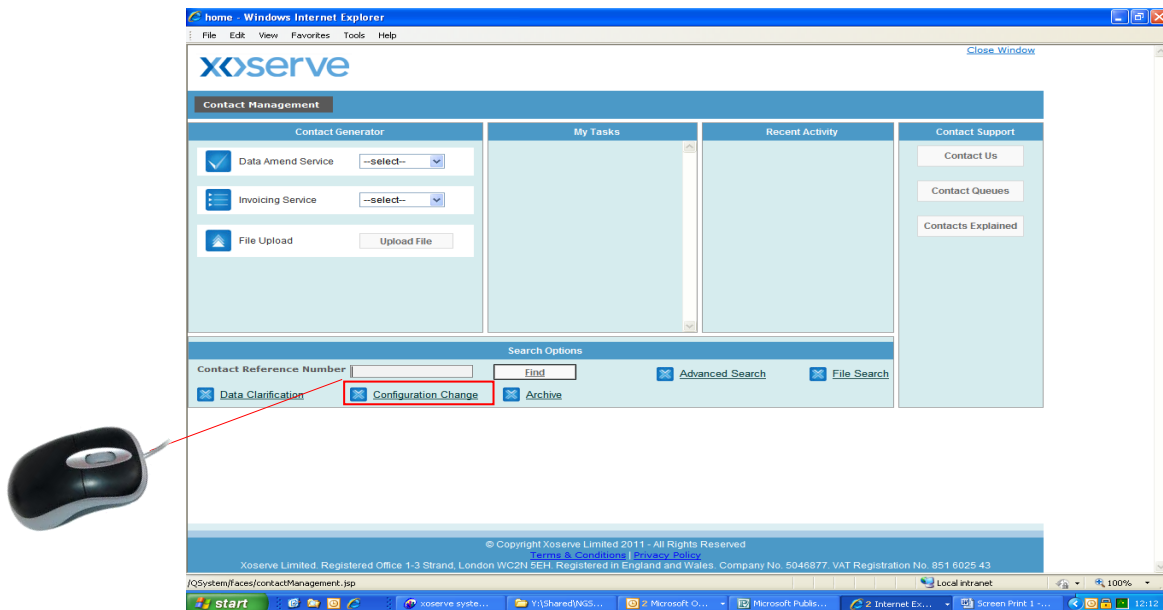 home - Windows Internet Explorer
File Edit View Favorites Tools Help
Close Window
xoserve
Contact Management
Contact Generator
My Tasks
Recent Activity
Contact Support
Data Amend Service --select--
Contact Us
Invoicing Service --select--
Contact Queues
File Upload Upload File
Contacts Explained
Search Options
Contact Reference Number Find Advanced Search File Search
Data Clarification Configuration Change Archive
© Copyright Xoserve Limited 2011 - All Rights Reserved
Terms & Conditions | Privacy Policy
Xoserve Limited. Registered Office 1-3 Strand, London WC2N 5EH. Registered in England and Wales. Company No. 5046877. VAT Registration No. 851 6025 43
/QSystem/faces/contactManagement.jsp Local intranet 100%
start xoserve syste... Y:\Shared\NGS... 2 Microsoft O... Microsoft Publis... 2 Internet Ex... Screen Print 1 -... 12:12